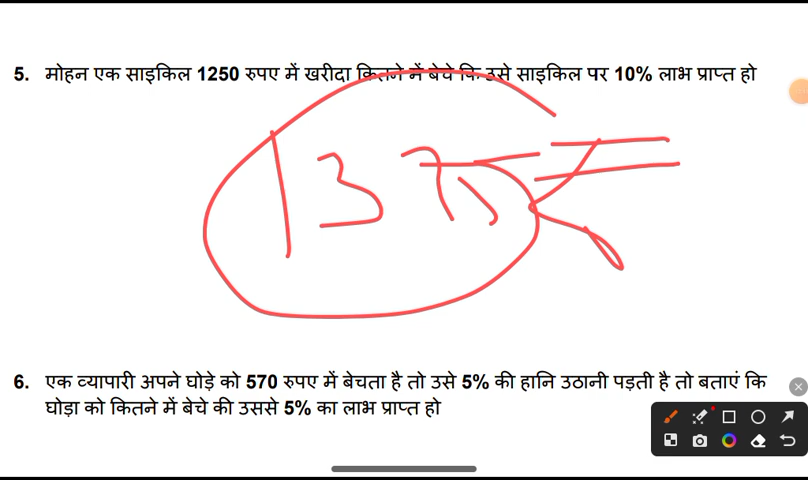 5. मोहन एक साइकिल 1250 रुपए में खरीदा कितने में बेचे कि उसे साइकिल पर 10% लाभ प्राप्त हो
1375 ₹
6. एक व्यापारी अपने घोड़े को 570 रुपए में बेचता है तो उसे 5% की हानि उठानी पड़ती है तो बताएं कि
घोड़ा को कितने में बेचे की उससे 5% का लाभ प्राप्त हो